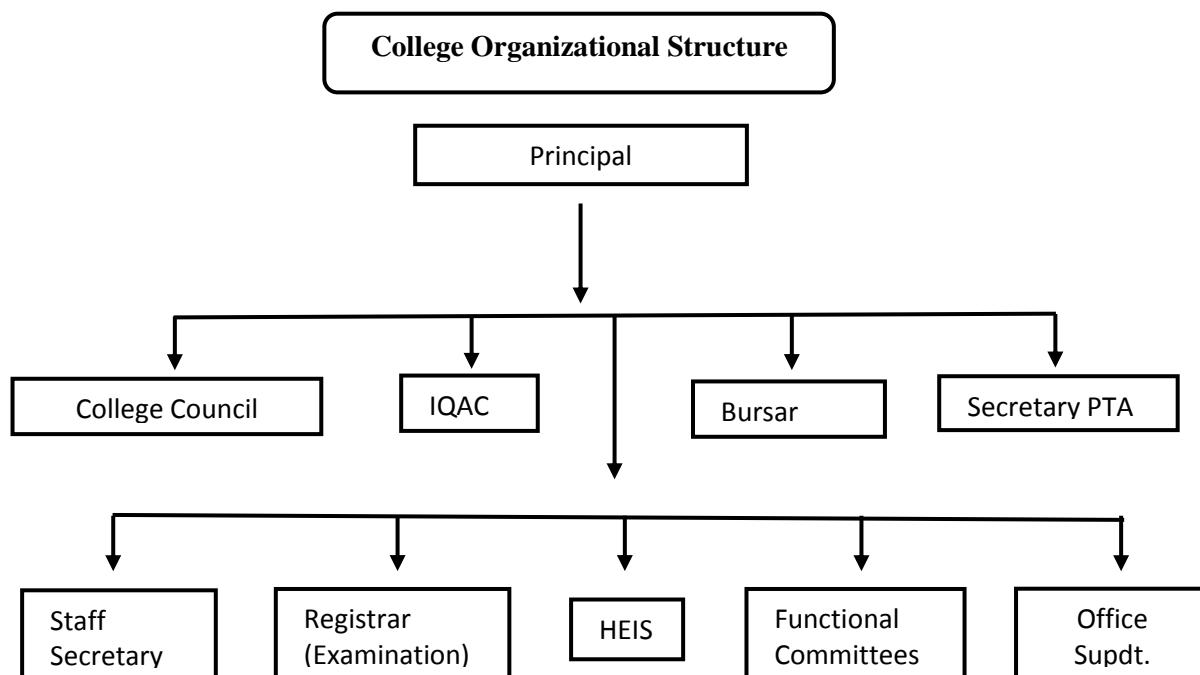 College Organizational Structure
Principal
College Council
IQAC
Bursar
Secretary PTA
Staff
Secretary
Registrar
(Examination)
HEIS
Functional
Committees
Office
Supdt.